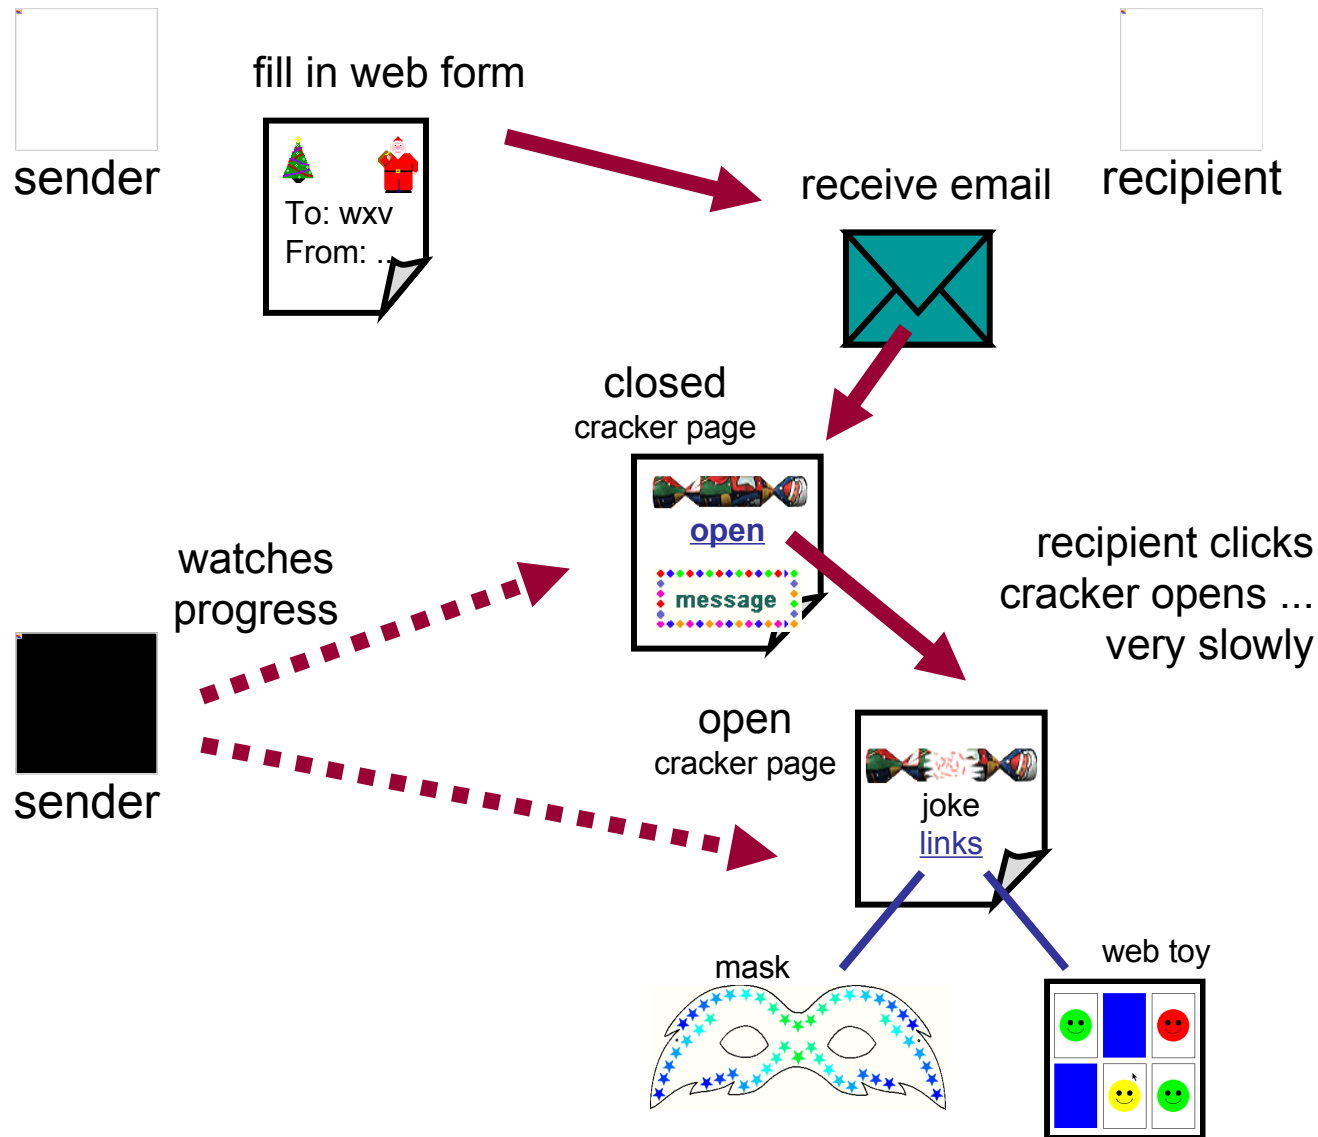 fill in web form
sender
To: wxv
From: ..
receive email
recipient
closed
cracker page
open
message
watches
progress
recipient clicks
cracker opens ...
very slowly
sender
open
cracker page
joke
links
mask
web toy